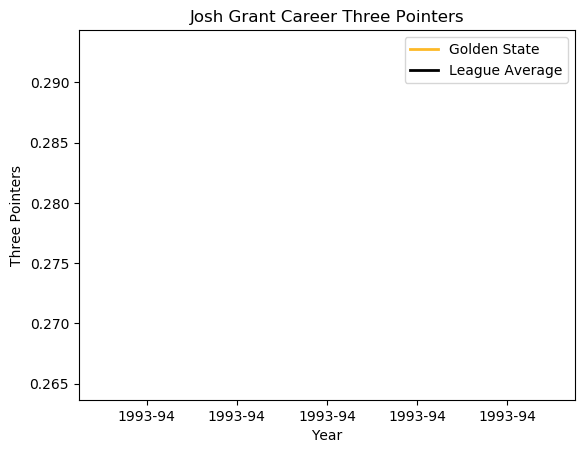 Josh Grant Career Three Pointers
Golden State
League Average
Three Pointers
0.290
0.285
0.280
0.275
0.270
0.265
1993-94 1993-94 1993-94 1993-94 1993-94
Year